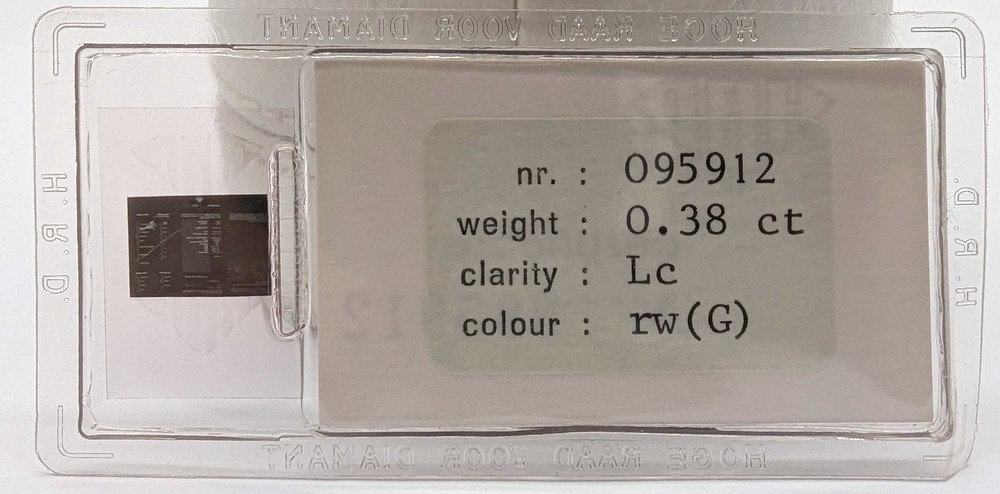 HOGE RAAD VOOR DIAMANT
H.R.D.
nr. : 095912
weight : 0.38 ct
clarity : Lc
colour : rw(G)
H.R.D.
HOGE RAAD VOOR DIAMANT